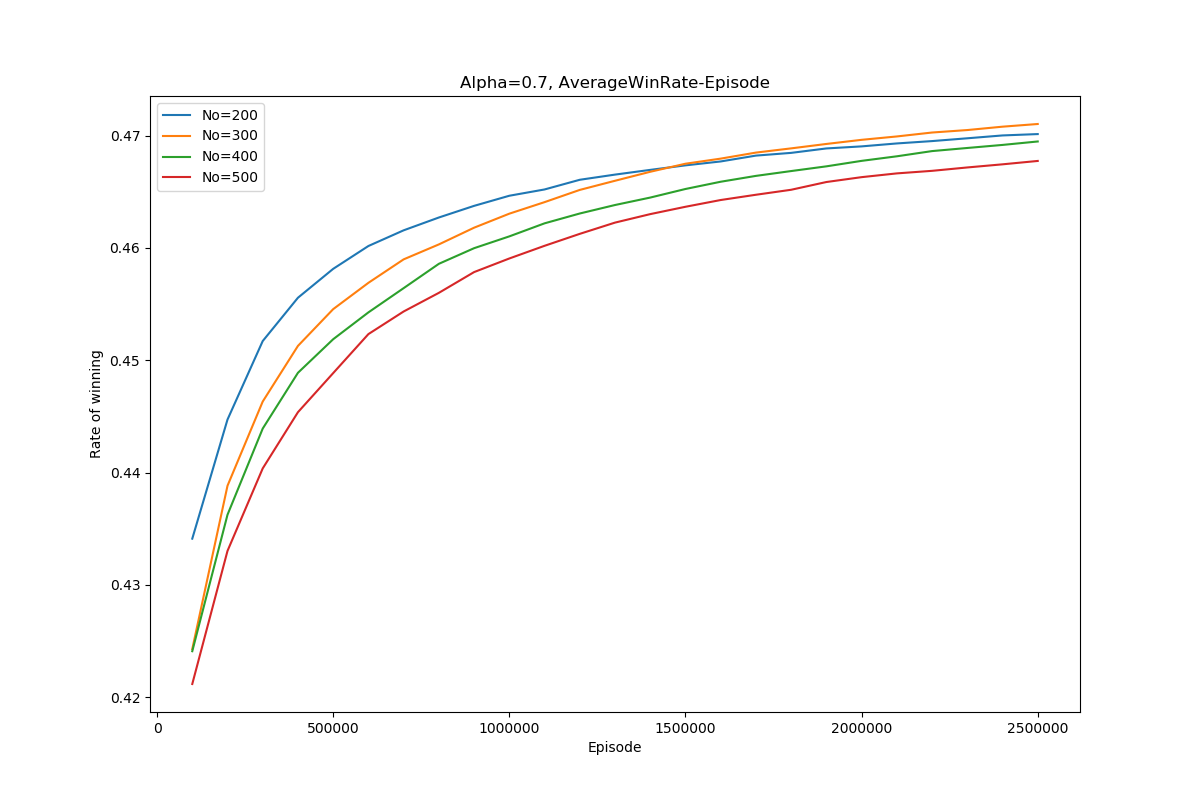 Alpha=0.7, AverageWinRate-Episode
No=200
No=300
No=400
No=500
0.47
0.46
0.45
0.44
0.43
0.42
Rate of winning
0 500000 1000000 1500000 2000000 2500000
Episode